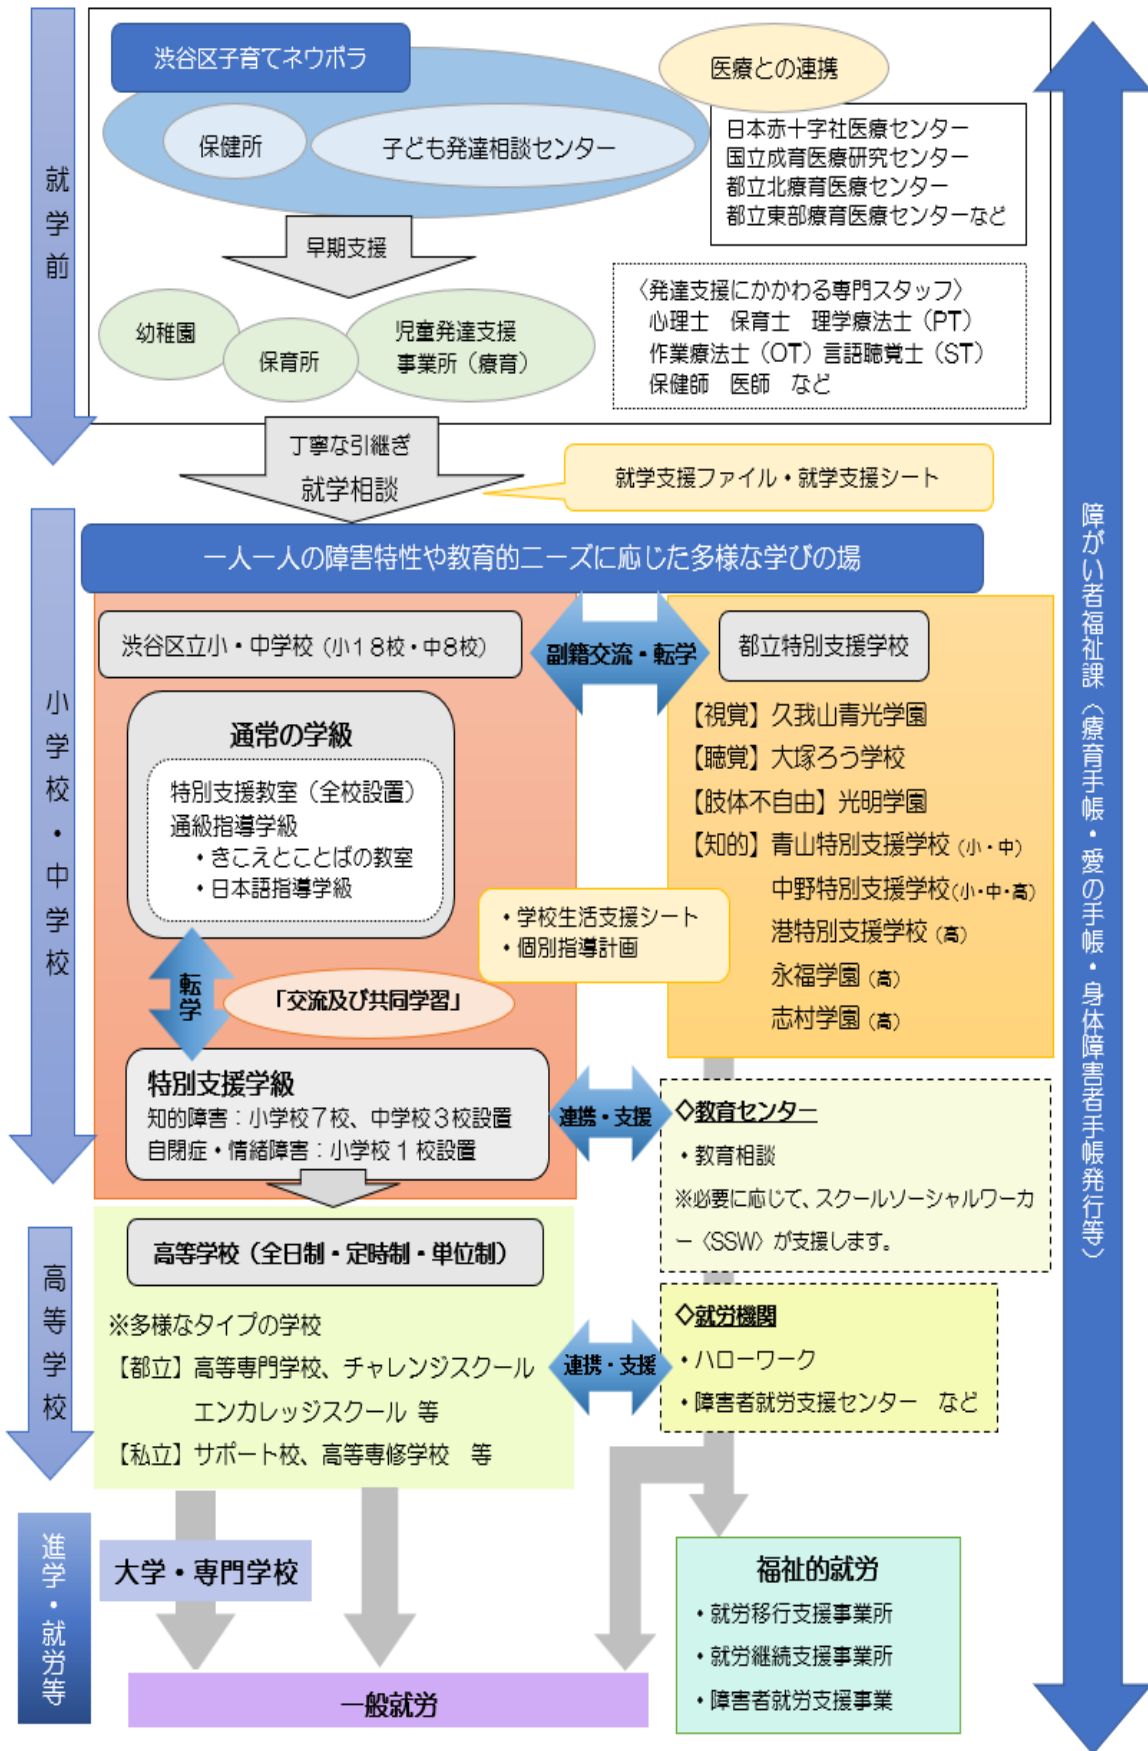 渋谷区子育てネウボラ
保健所
子ども発達相談センター
医療との連携
日本赤十字社医療センター
国立成育医療研究センター
都立北療育医療センター
都立東部療育医療センターなど
就学前
早期支援
幼稚園
保育所
児童発達支援
事業所（療育）
〈発達支援にかかわる専門スタッフ〉
心理士　保育士　理学療法士（PT）
作業療法士（OT）言語聴覚士（ST）
保健師　医師　など
丁寧な引継ぎ
就学相談
就学支援ファイル・就学支援シート
小学校・中学校
一人一人の障害特性や教育的ニーズに応じた多様な学びの場
渋谷区立小・中学校（小１８校・中８校）
副籍交流・転学
都立特別支援学校
通常の学級
特別支援教室（全校設置）
通級指導学級
・きこえとことばの教室
・日本語指導学級
【視覚】久我山青光学園
【聴覚】大塚ろう学校
【肢体不自由】光明学園
【知的】青山特別支援学校（小・中）
中野特別支援学校（小・中・高）
港特別支援学校（高）
永福学園（高）
志村学園（高）
・学校生活支援シート
・個別指導計画
転学
「交流及び共同学習」
特別支援学級
知的障害：小学校７校、中学校３校設置
自閉症・情緒障害：小学校１校設置
連携・支援
◇教育センター
・教育相談
※必要に応じて、スクールソーシャルワーカ
ー〈SSW〉が支援します。
高等学校
高等学校（全日制・定時制・単位制）
※多様なタイプの学校
【都立】高等専門学校、チャレンジスクール
エンカレッジスクール 等
【私立】サポート校、高等専修学校　等
連携・支援
◇就労機関
・ハローワーク
・障害者就労支援センター　など
進学・就労等
大学・専門学校
一般就労
福祉的就労
・就労移行支援事業所
・就労継続支援事業所
・障害者就労支援事業
障がい者福祉課（療育手帳・愛の手帳・身体障害者手帳発行等）